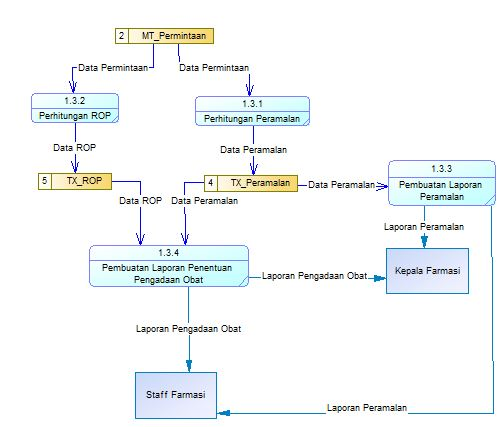 2 MT_Permintaan
Data Permintaan
Data Permintaan
1.3.2
Perhitungan ROP
1.3.1
Perhitungan Peramalan
Data ROP
Data Peramalan
5 TX_ROP
4 TX_Peramalan
Data Peramalan
1.3.3
Pembuatan Laporan
Peramalan
Data ROP
Data Peramalan
Laporan Peramalan
1.3.4
Pembuatan Laporan Penentuan
Pengadaan Obat
Laporan Pengadaan Obat
Kepala Farmasi
Laporan Pengadaan Obat
Staff Farmasi
Laporan Peramalan